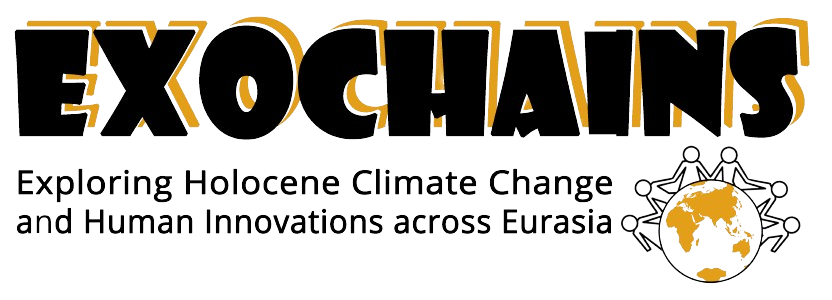 EXOCHAINS
Exploring Holocene Climate Change
and Human Innovations across Eurasia